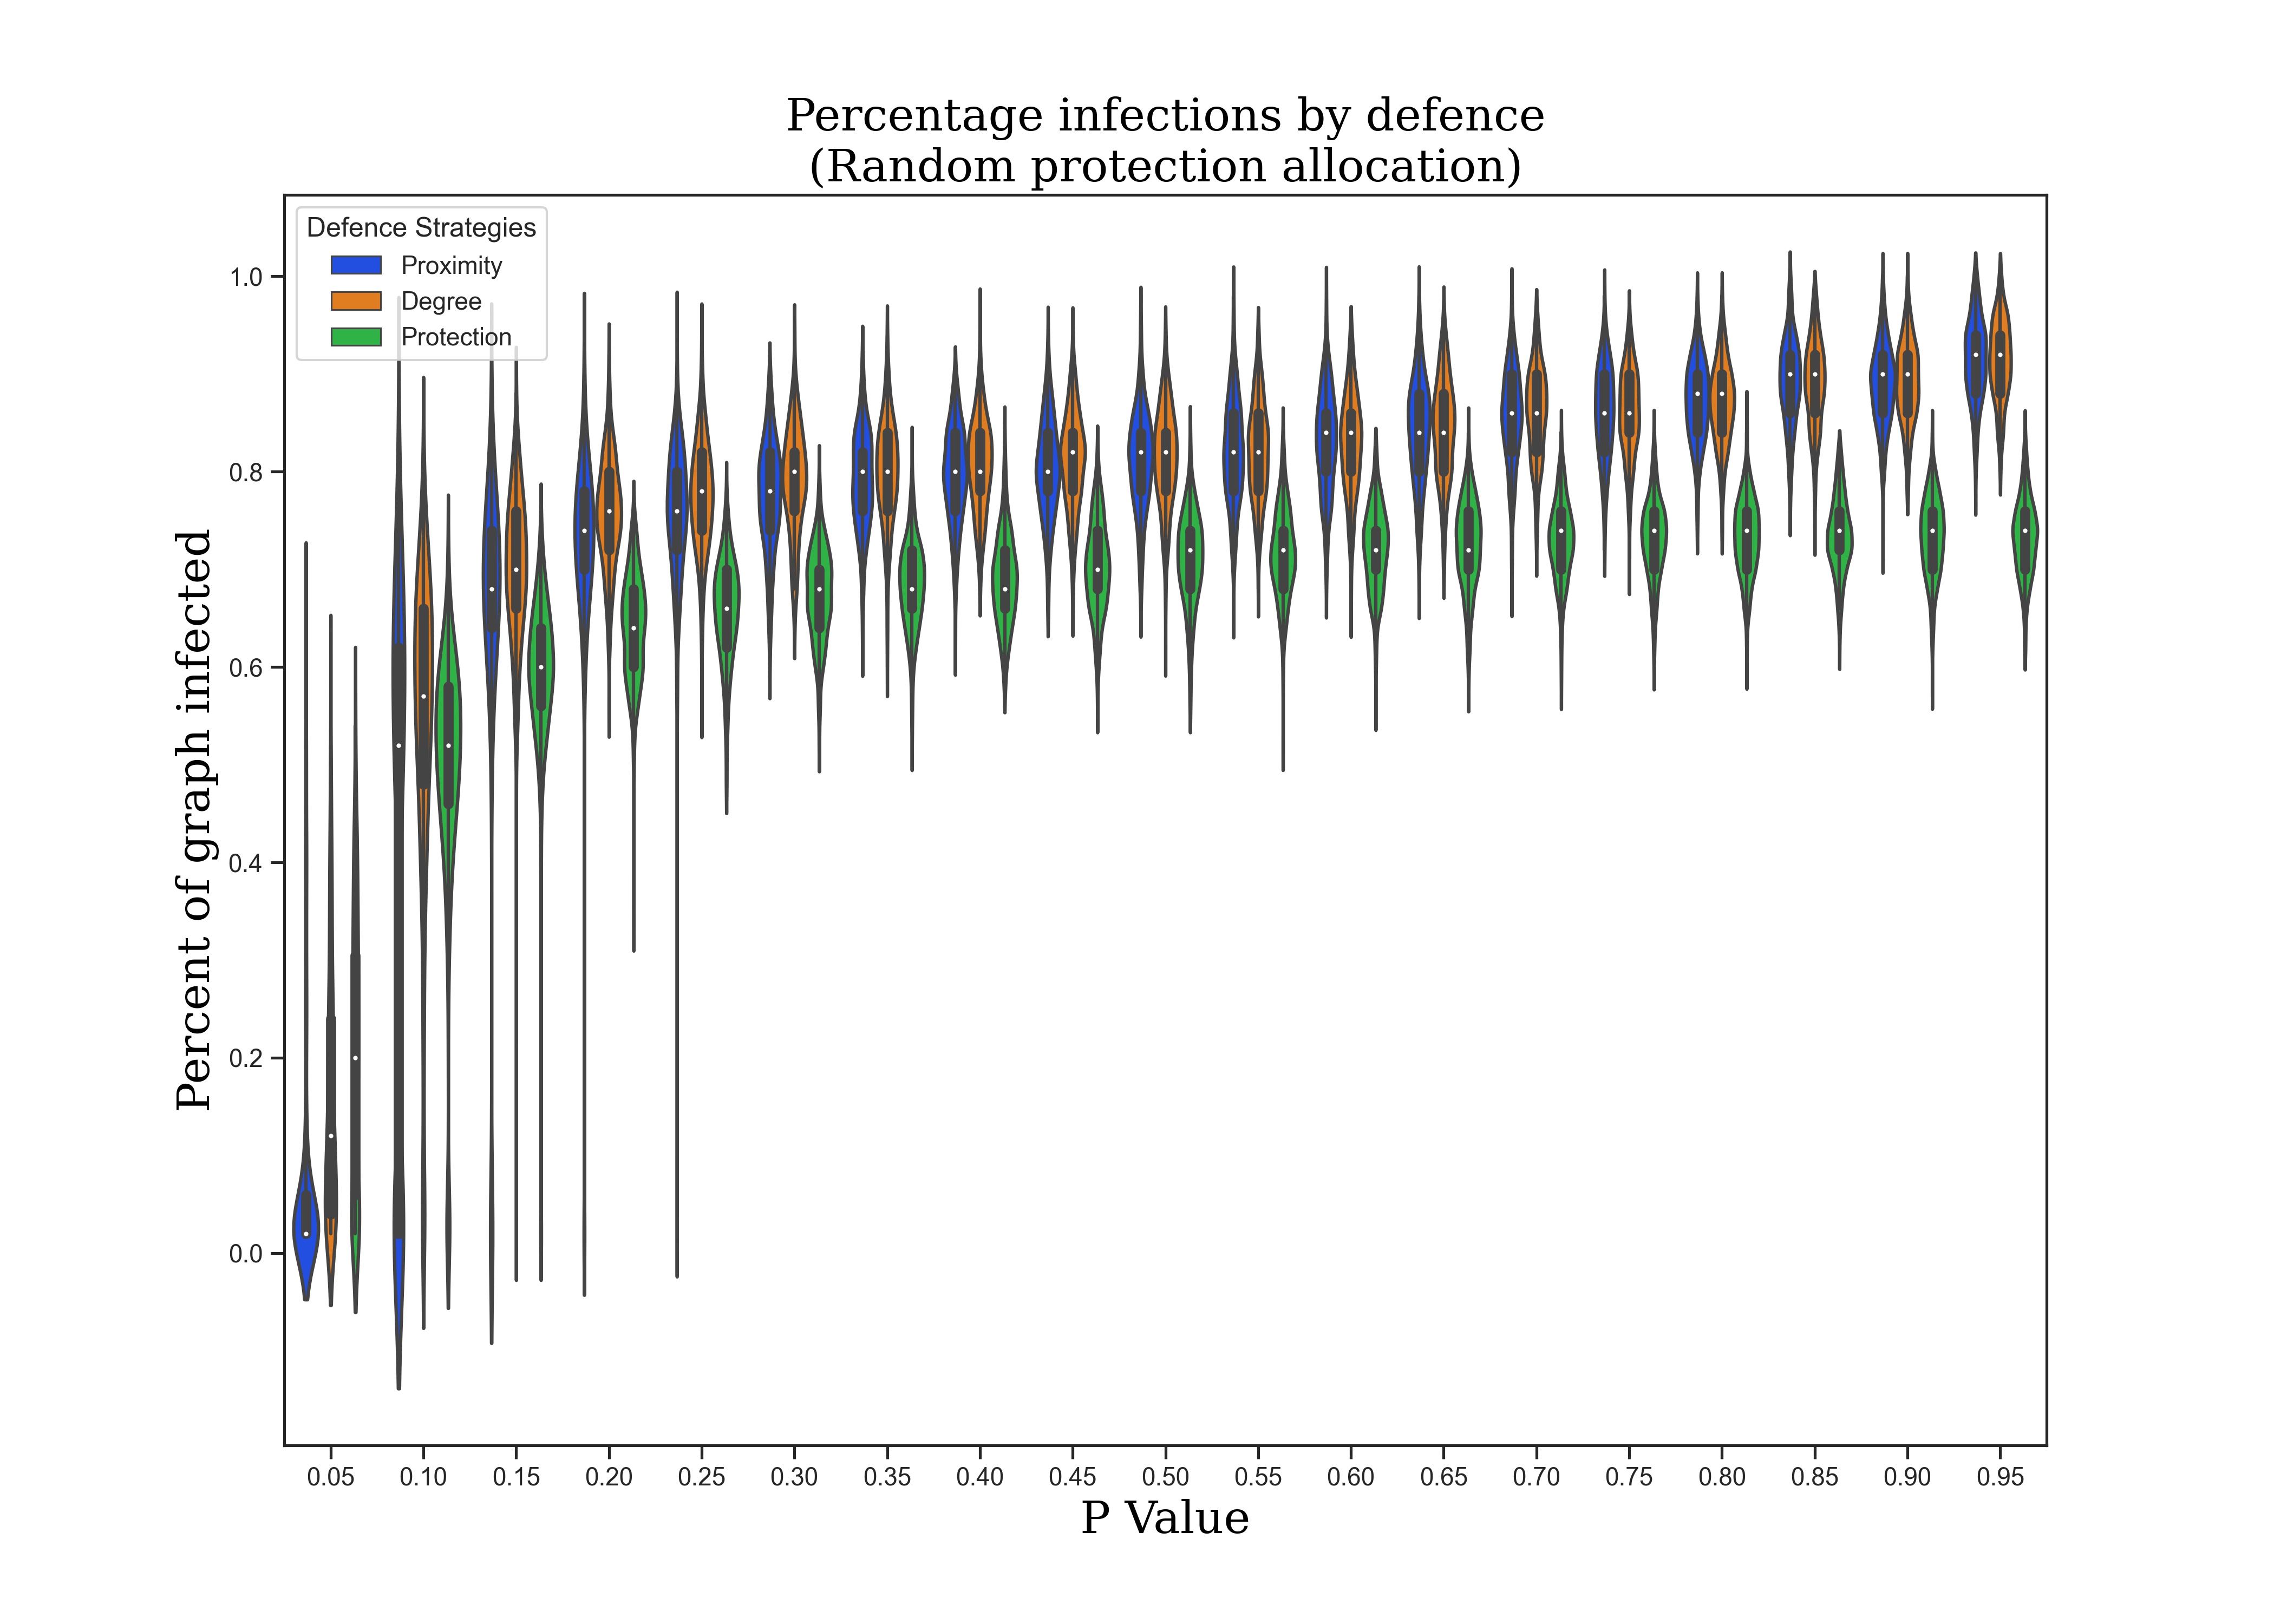 Percentage infections by defence
(Random protection allocation)
Defence Strategies
Proximity
Degree
Protection
Percent of graph infected
1.0
0.8
0.6
0.4
0.2
0.0
0.05 0.10 0.15 0.20 0.25 0.30 0.35 0.40 0.45 0.50 0.55 0.60 0.65 0.70 0.75 0.80 0.85 0.90 0.95
P Value